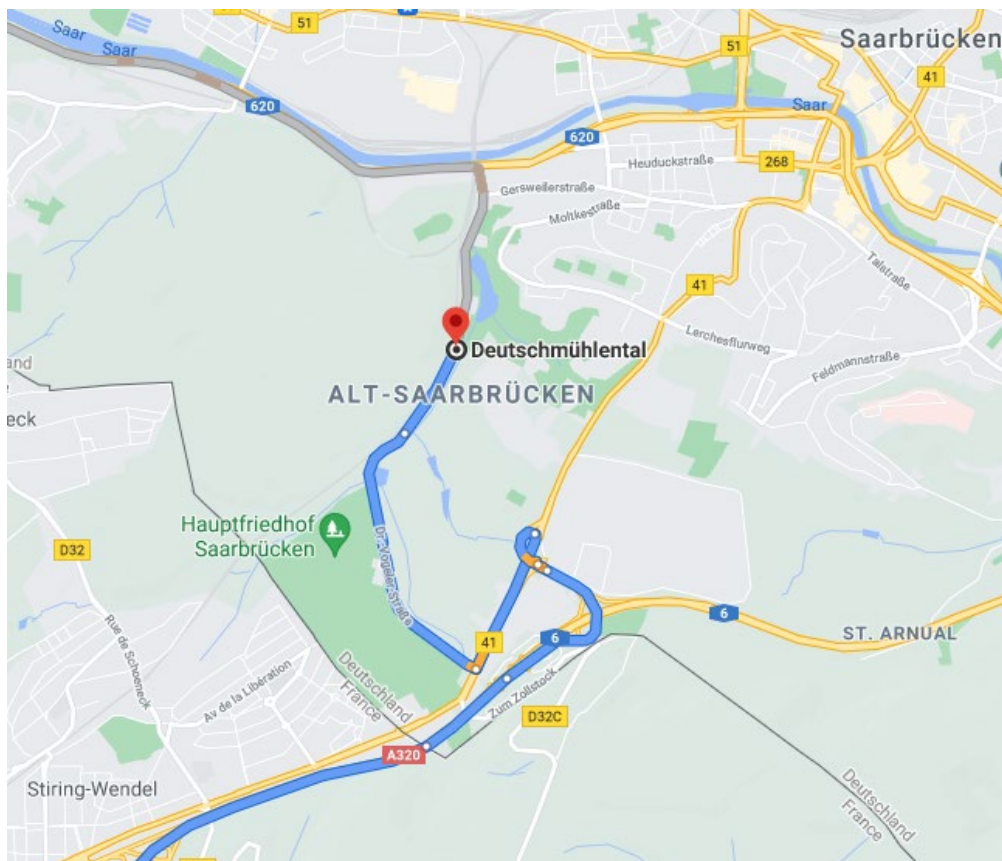 Saar
Saar
51
51
Saarbrücken
41
620
Saar
620
Heuduckstraße
268
Gersweilerstraße
Moltkestraße
Talstraße
41
Lerchesflurweg
Feldmannstraße
Deutschmühlental
and
ALT-SAARBRÜCKEN
eck
Hauptfriedhof
Saarbrücken
D32
Dr.-Vogeler-Straße
Rue de Schoeneck
41
6
6
ST. ARNUAL
Deutschland
France
Av de la Libération
Zum Zollstock
D32C
A320
Stiring-Wendel
Deutschland
France